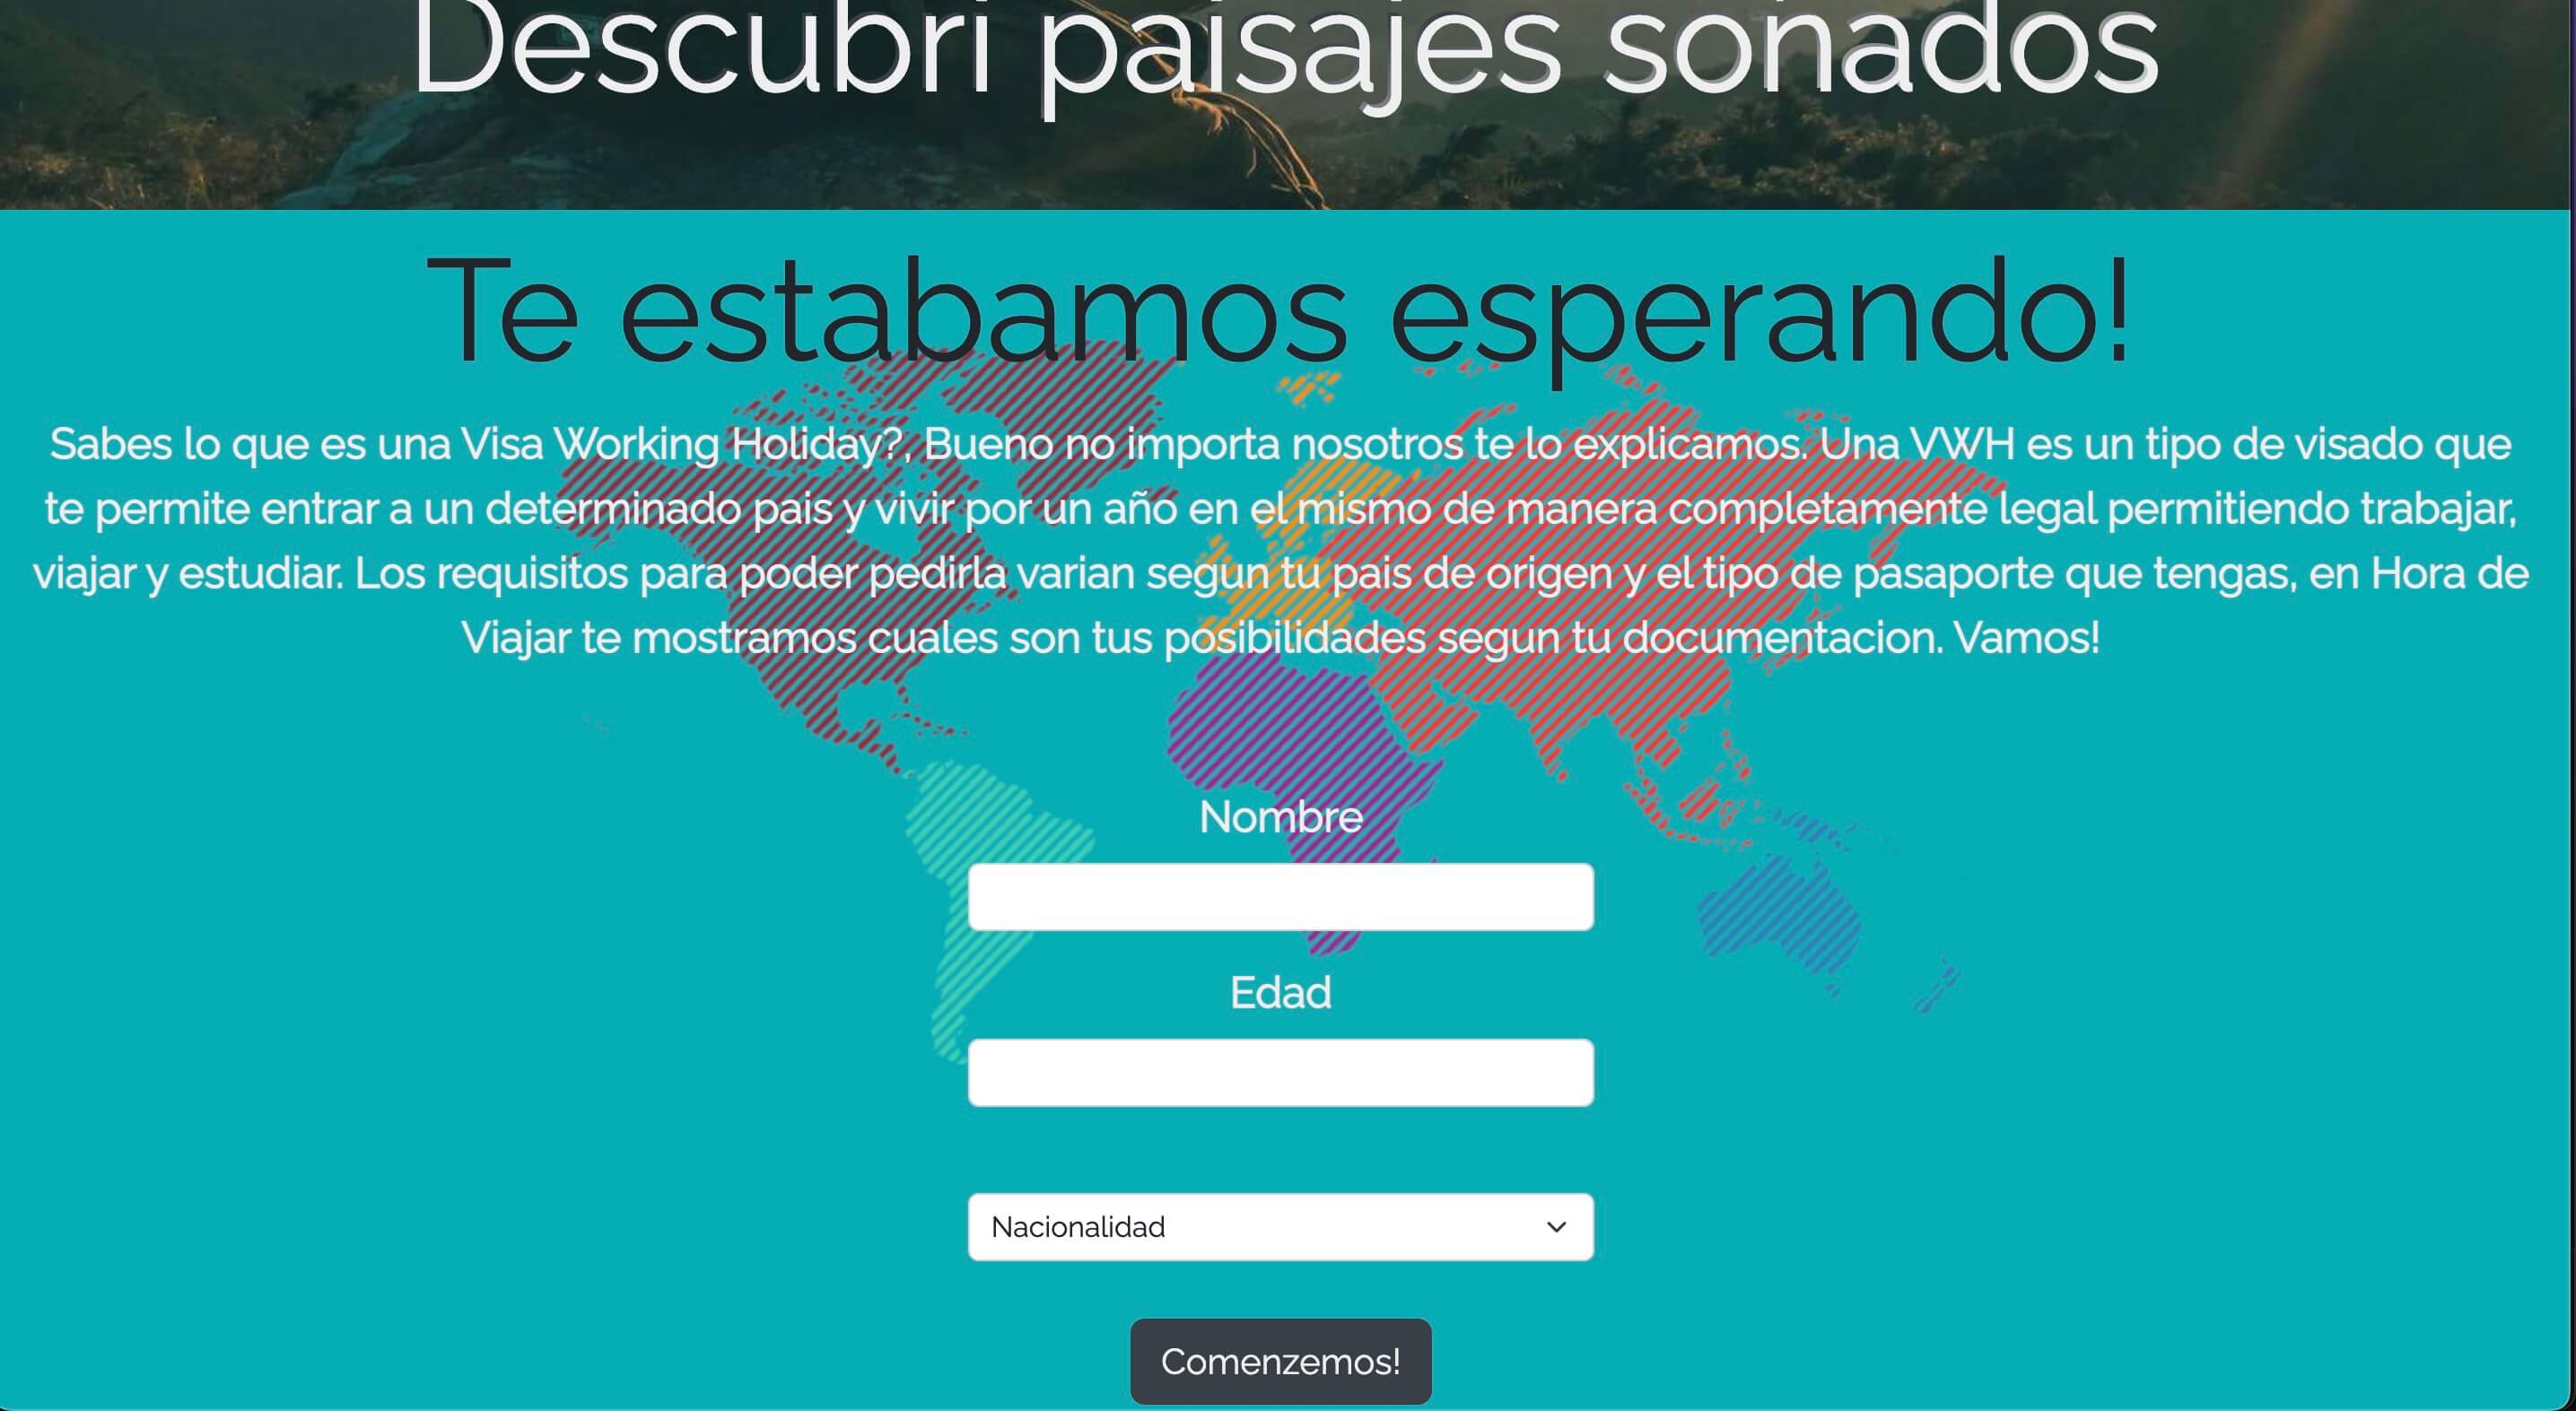 Descubri paisajes soñados
Te estabamos esperando!
Sabes lo que es una Visa Working Holiday?, Bueno no importa nosotros te lo explicamos. Una VWH es un tipo de visado que
te permite entrar a un determinado pais y vivir por un año en el mismo de manera completamente legal permitiendo trabajar,
viajar y estudiar. Los requisitos para poder pedirla varian segun tu pais de origen y el tipo de pasaporte que tengas, en Hora de
Viajar te mostramos cuales son tus posibilidades segun tu documentacion. Vamos!
Nombre
Edad
Nacionalidad
Comenzemos!